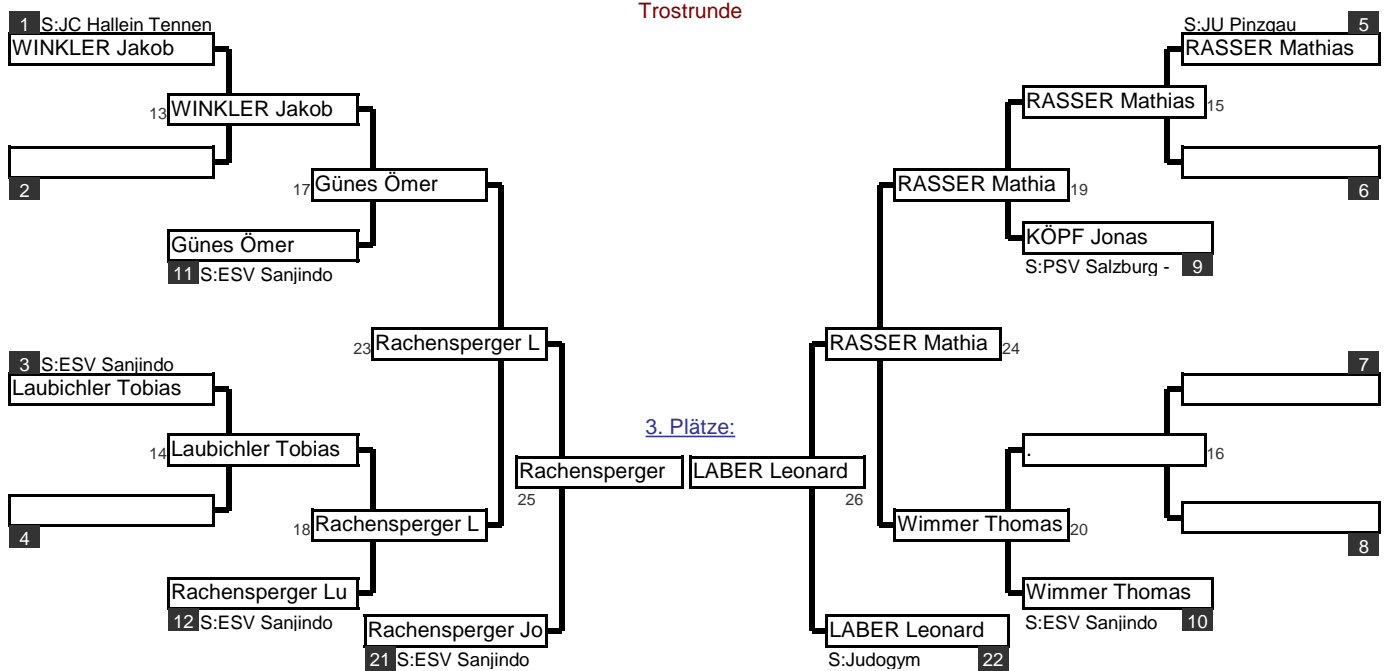 Trostrunde
1 S:JC Hallein Tennen
WINKLER Jakob
13 WINKLER Jakob
2
17 Günes Ömer
Günes Ömer
11 S:ESV Sanjindo
23 Rachensperger L
3 S:ESV Sanjindo
Laubichler Tobias
14 Laubichler Tobias
4
18 Rachensperger L
Rachensperger Lu
12 S:ESV Sanjindo
Rachensperger Jo
21 S:ESV Sanjindo
3. Plätze:
Rachensperger
25
LABER Leonard
26
S:JU Pinzgau 5
RASSER Mathias
RASSER Mathias 15
6
RASSER Mathia 19
KÖPF Jonas
S:PSV Salzburg - 9
RASSER Mathia 24
7
. 16
8
Wimmer Thomas 20
Wimmer Thomas
S:ESV Sanjindo 10
LABER Leonard
S:Judogym 22